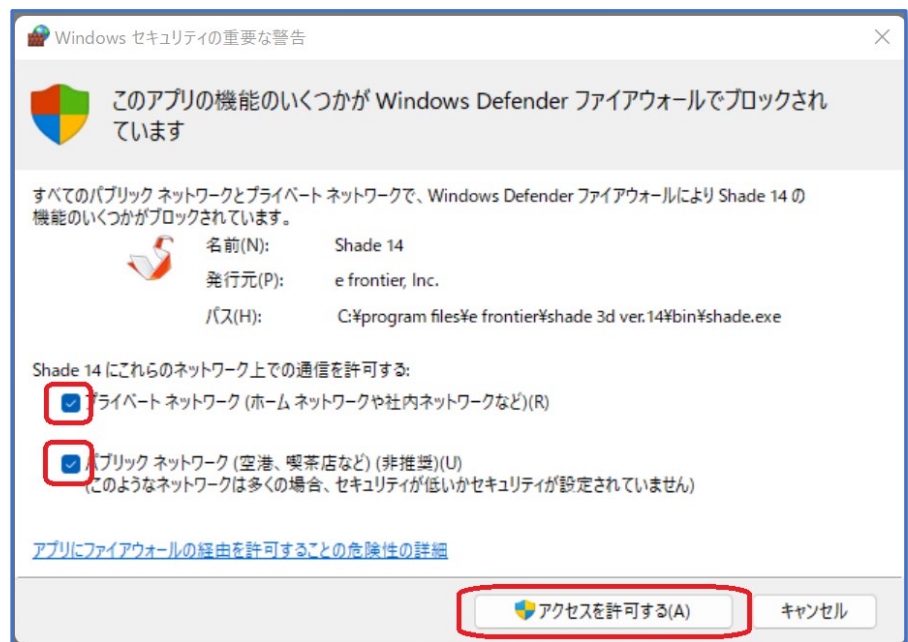 Windows セキュリティの重要な警告
このアプリの機能のいくつかが Windows Defender ファイアウォールでブロックされ
ています
すべてのパブリック ネットワークとプライベート ネットワークで、Windows Defender ファイアウォールにより Shade 14 の
機能のいくつかがブロックされています。
名前(N): Shade 14
発行元(P): e frontier, Inc.
パス(H): C:¥program files¥e frontier¥shade 3d ver.14¥bin¥shade.exe
Shade 14 にこれらのネットワーク上での通信を許可する:
プライベート ネットワーク (ホーム ネットワークや社内ネットワークなど)(R)
パブリック ネットワーク (空港、喫茶店など) (非推奨)(U)
(このようなネットワークは多くの場合、セキュリティが低いかセキュリティが設定されていません)
アプリにファイアウォールの経由を許可することの危険性の詳細
アクセスを許可する(A) キャンセル